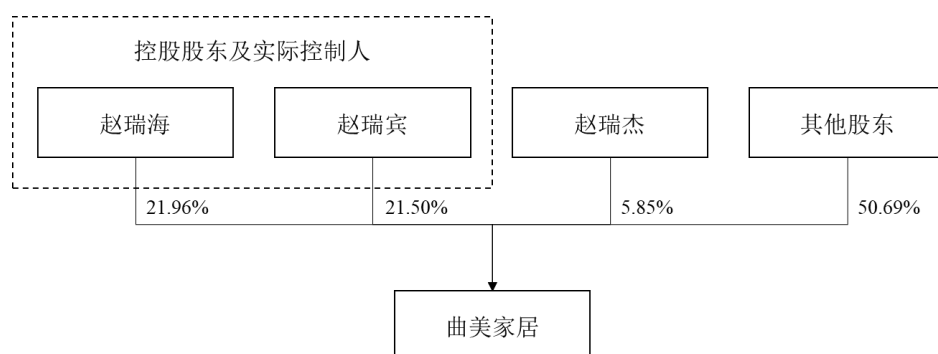 控股股东及实际控制人
赵瑞海
赵瑞宾
赵瑞杰
其他股东
21.96%
21.50%
5.85%
50.69%
曲美家居